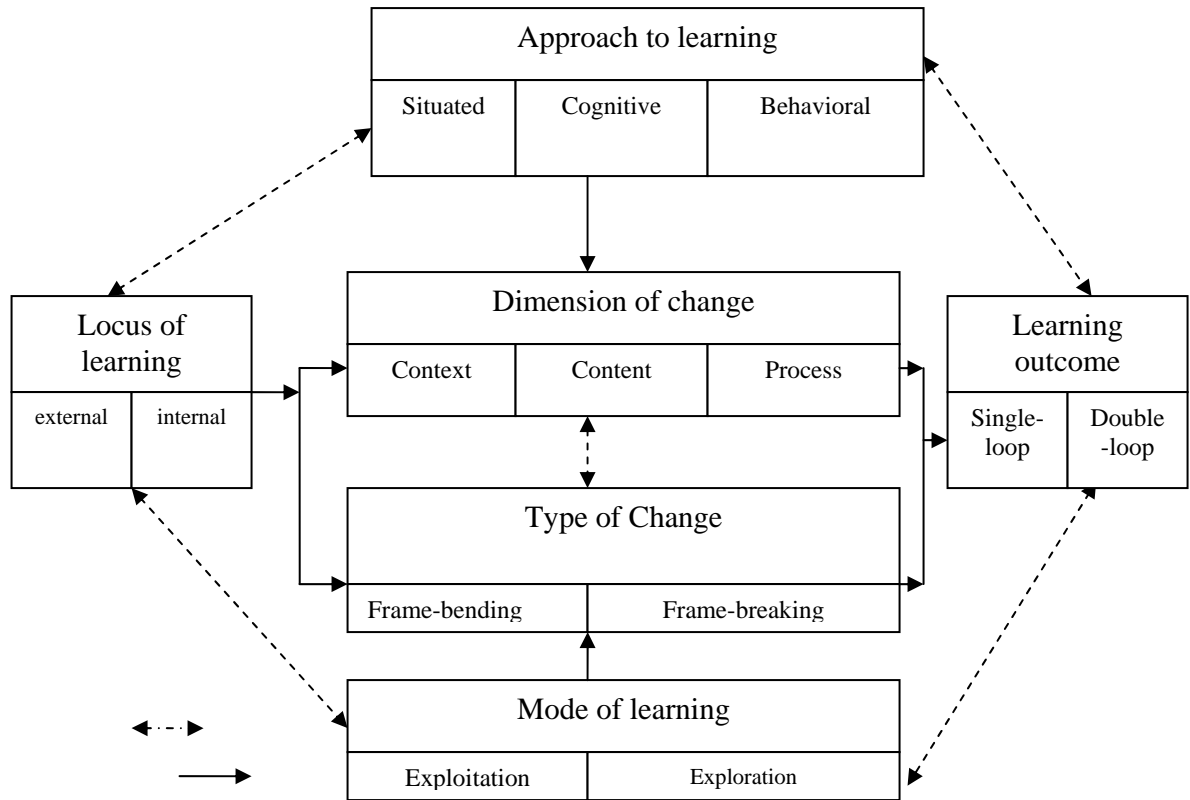 Approach to learning
Situated
Cognitive
Behavioral
Dimension of change
Context
Content
Process
Locus of
learning
external
internal
Learning
outcome
Single-
loop
Double
-loop
Type of Change
Frame-bending
Frame-breaking
Mode of learning
Exploitation
Exploration